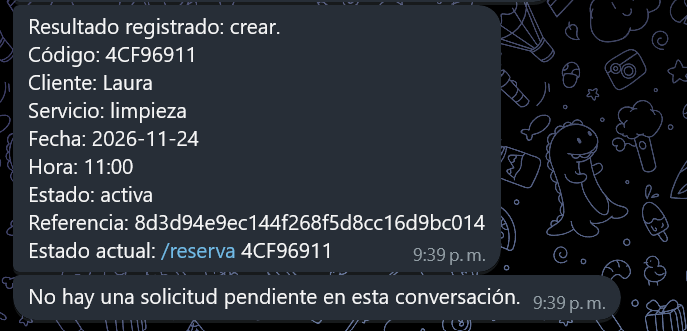 Resultado registrado: crear.
Código: 4CF96911
Cliente: Laura
Servicio: limpieza
Fecha: 2026-11-24
Hora: 11:00
Estado: activa
Referencia: 8d3d94e9ec144f268f5d8cc16d9bc014
Estado actual: /reserva 4CF96911
9:39 p. m.
No hay una solicitud pendiente en esta conversación.
9:39 p. m.